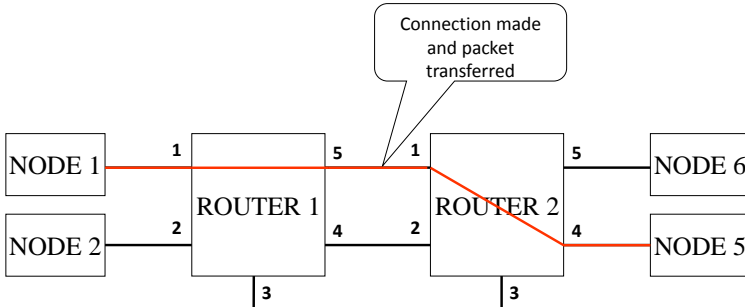 Connection made
and packet
transferred
NODE 1
1
ROUTER 1
5
1
ROUTER 2
5
NODE 6
NODE 2
2
4
2
4
NODE 5
3
3